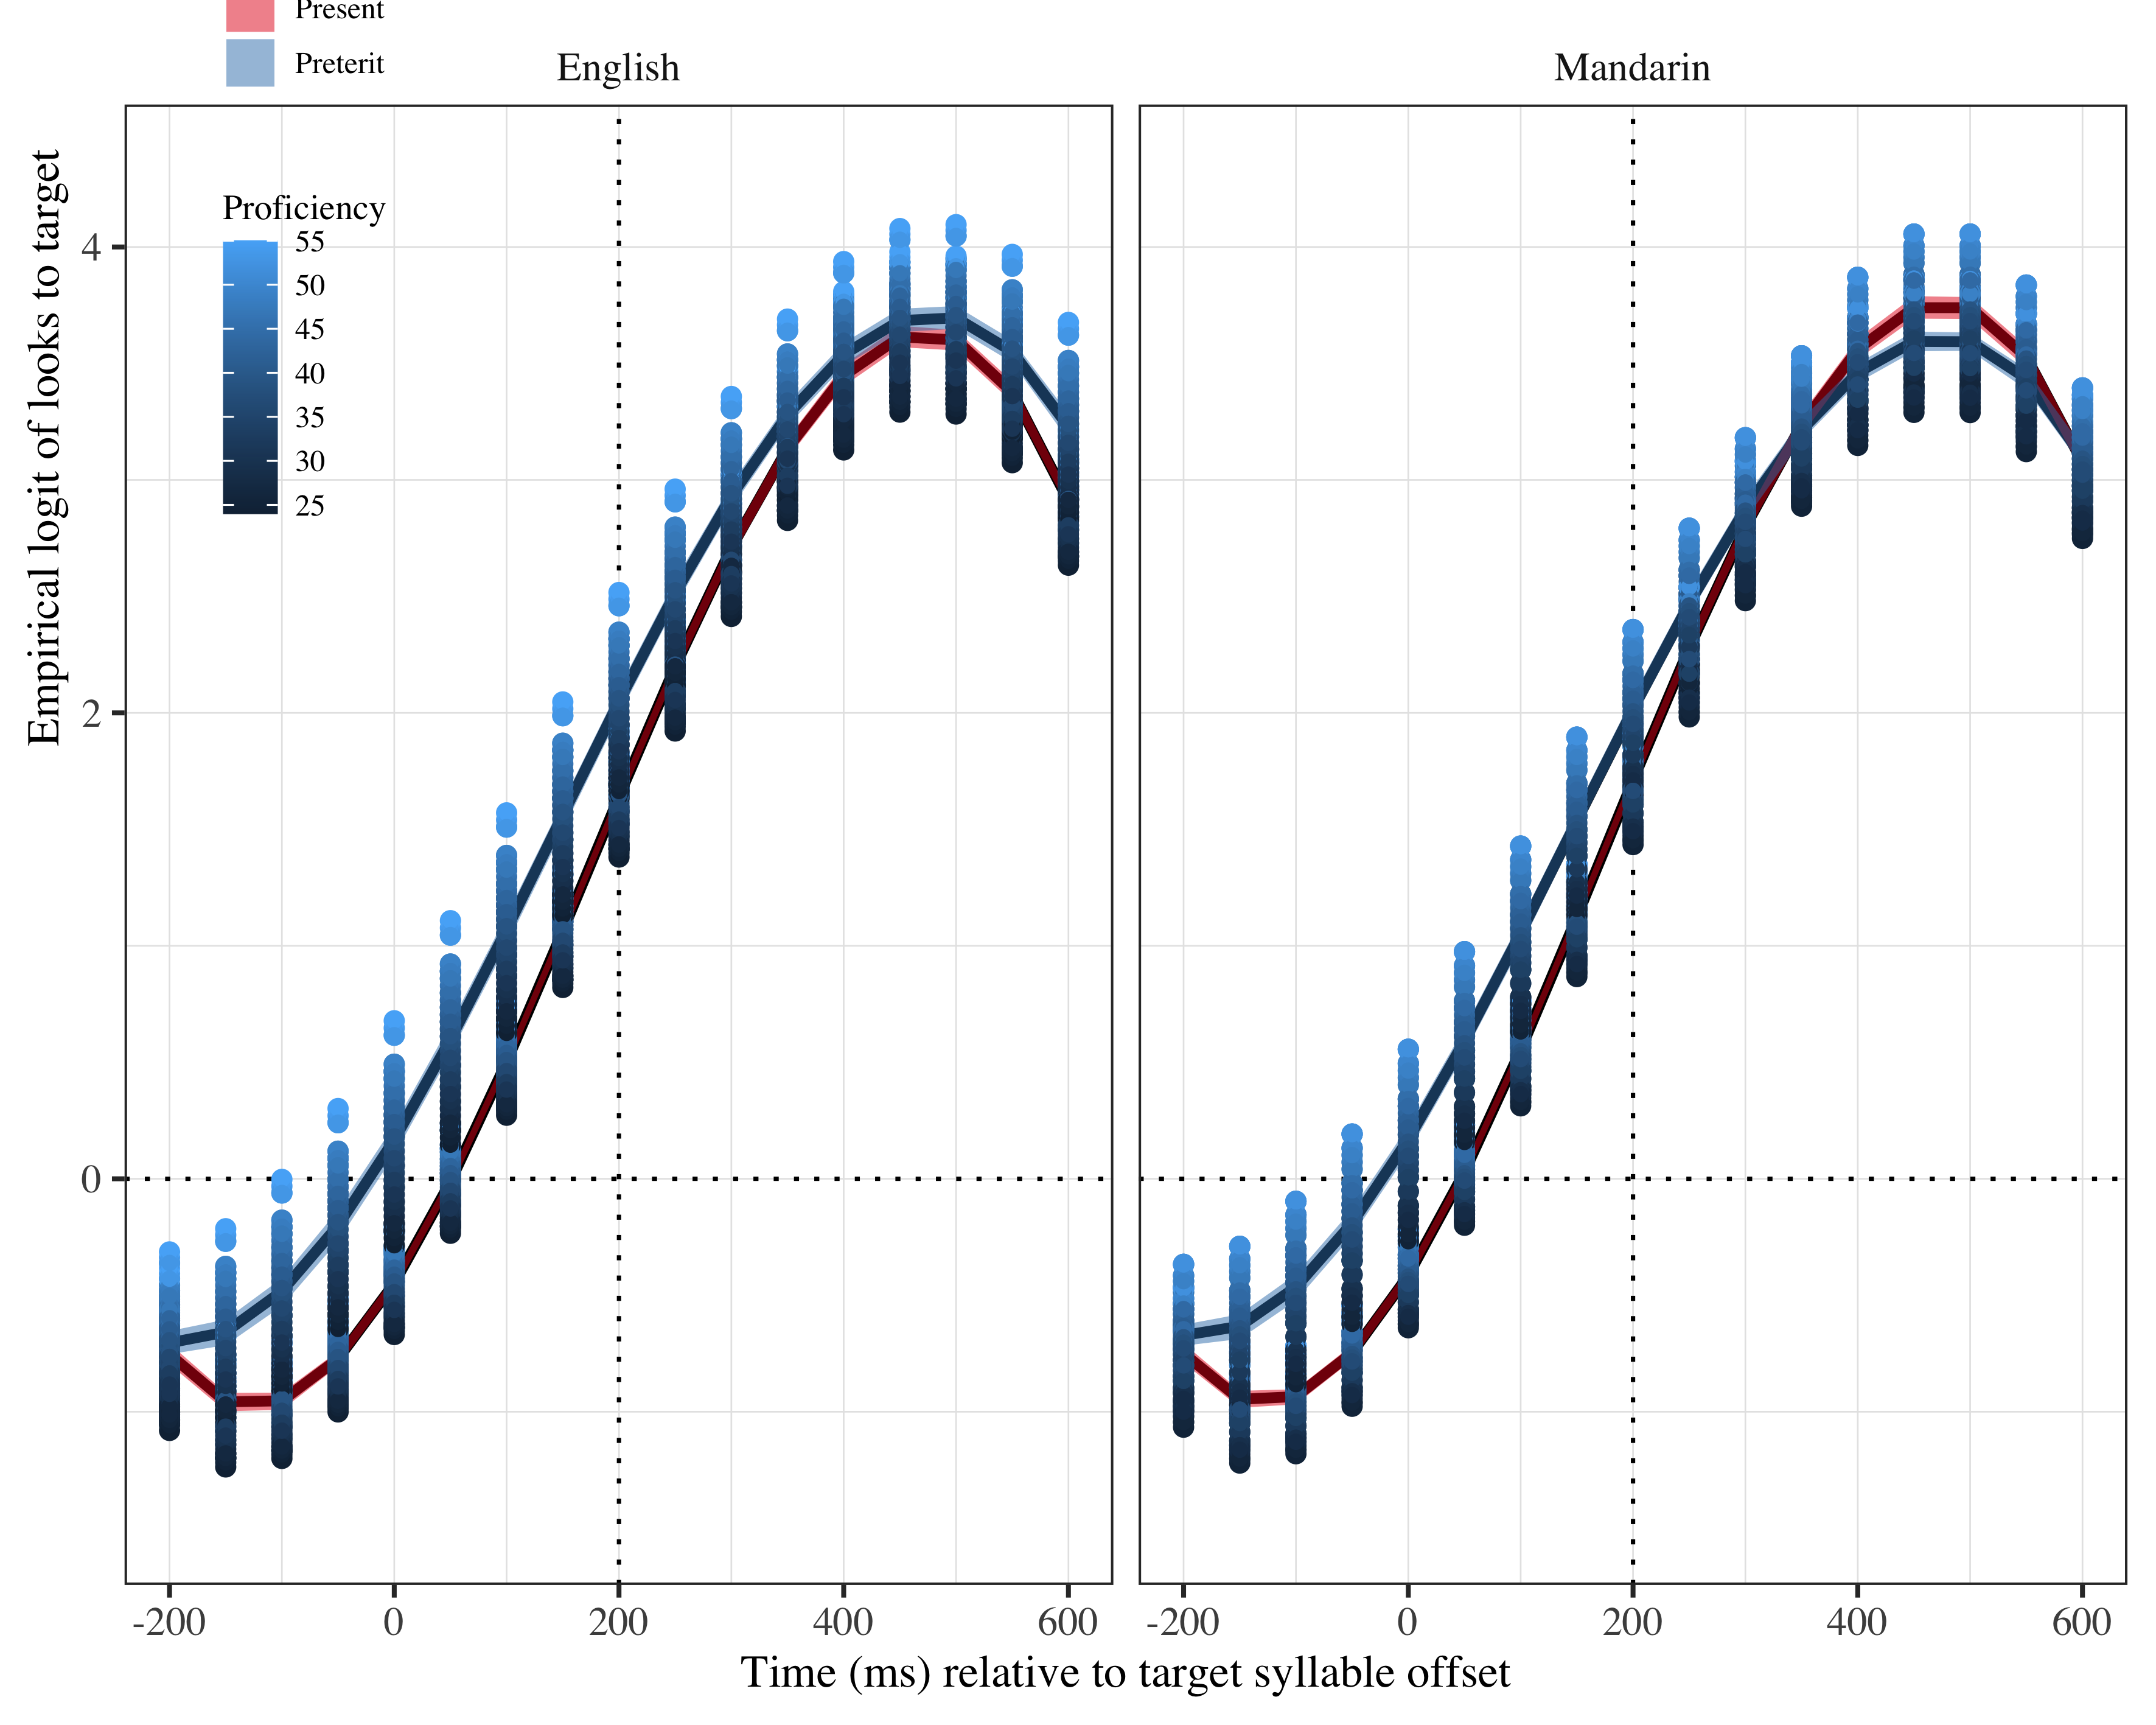 Present
Preterit
English
Mandarin
Empirical logit of looks to target
4
2
0
Proficiency
55
50
45
40
35
30
25
-200
0
200
400
600
-200
0
200
400
600
Time (ms) relative to target syllable offset